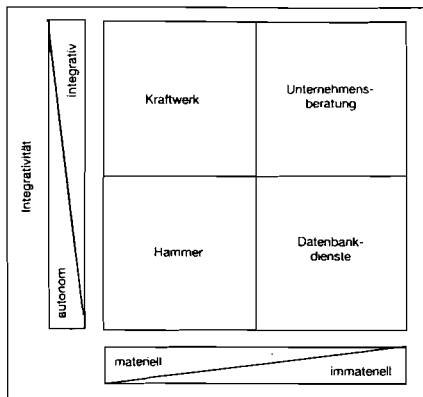 Integrativität
integrativ
autonom
Kraftwerk
Unternehmens-
beratung
Hammer
Datenbank-
dienste
materiell
immateriell